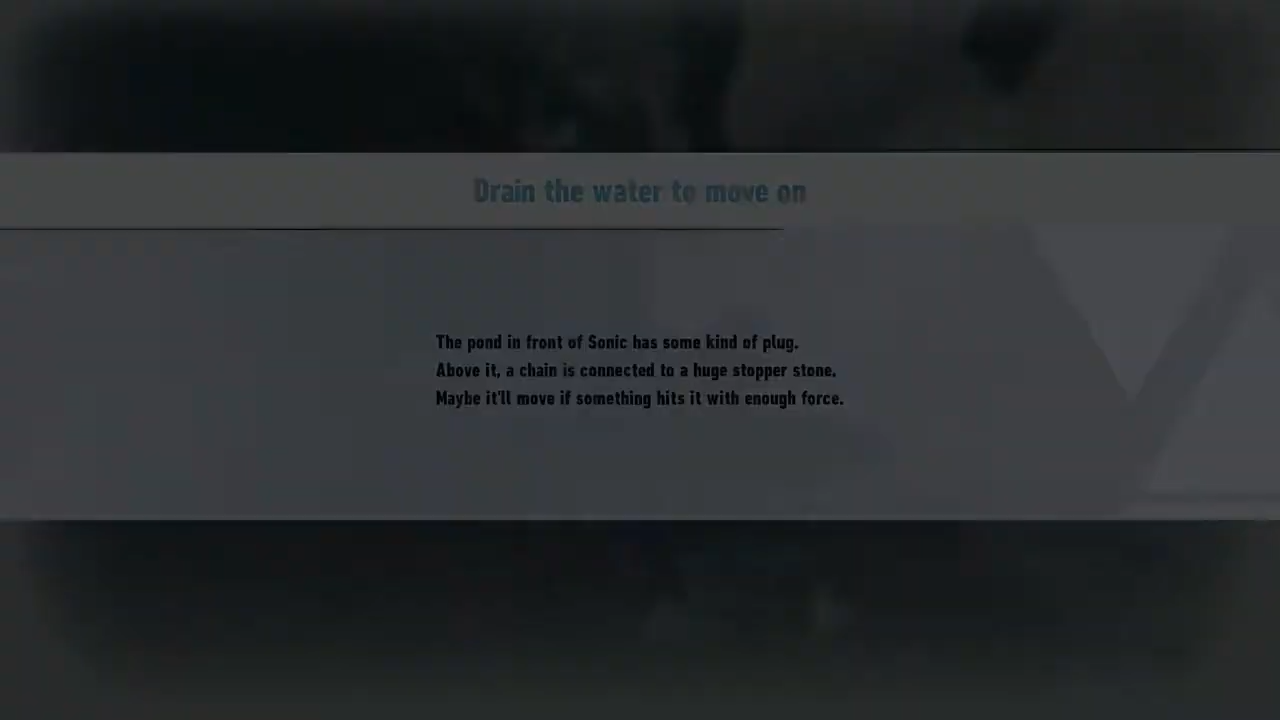 Drain the water to move on
The pond in front of Sonic has some kind of plug.
Above it, a chain is connected to a huge stopper stone.
Maybe it'll move if something hits it with enough force.